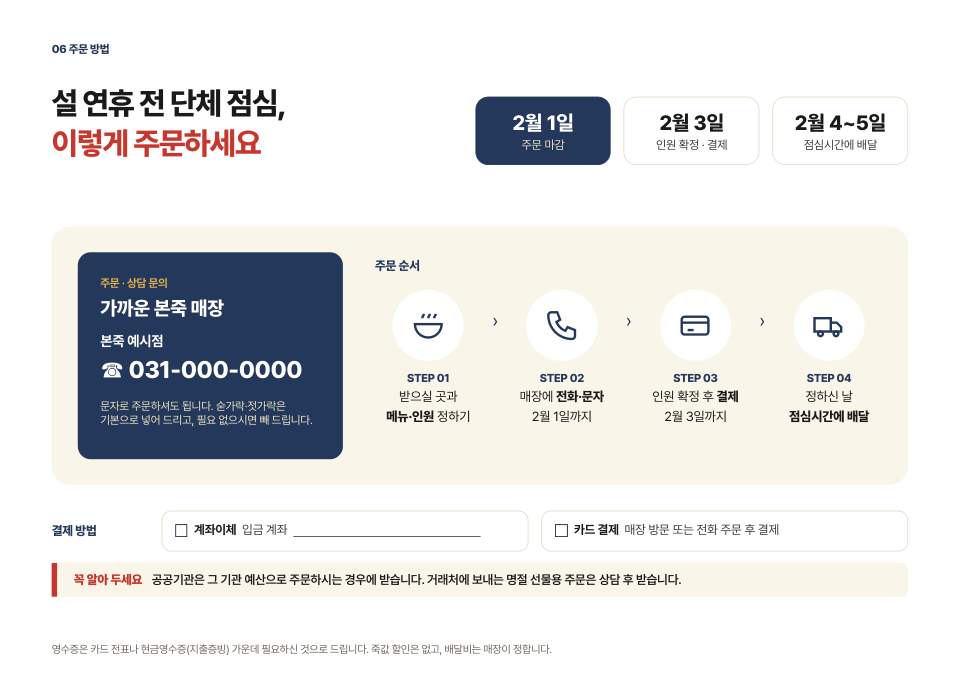 06 주문 방법
설 연휴 전 단체 점심,
이렇게 주문하세요
2월 1일
주문 마감
2월 3일
인원 확정 · 결제
2월 4~5일
점심시간에 배달
주문 · 상담 문의
가까운 본죽 매장
본죽 예시점
☎ 031-000-0000
문자로 주문하셔도 됩니다. 숟가락·젓가락은
기본으로 넣어 드리고, 필요 없으시면 빼 드립니다.
주문 순서
STEP 01
받으실 곳과
메뉴·인원 정하기
›
STEP 02
매장에 전화·문자
2월 1일까지
›
STEP 03
인원 확정 후 결제
2월 3일까지
›
STEP 04
정하신 날
점심시간에 배달
결제 방법
☐ 계좌이체 입금 계좌 ____________________
☐ 카드 결제 매장 방문 또는 전화 주문 후 결제
꼭 알아 두세요 공공기관은 그 기관 예산으로 주문하시는 경우에 받습니다. 거래처에 보내는 명절 선물용 주문은 상담 후 받습니다.
영수증은 카드 전표나 현금영수증(지출증빙) 가운데 필요하신 것으로 드립니다. 죽값 할인은 없고, 배달비는 매장이 정합니다.